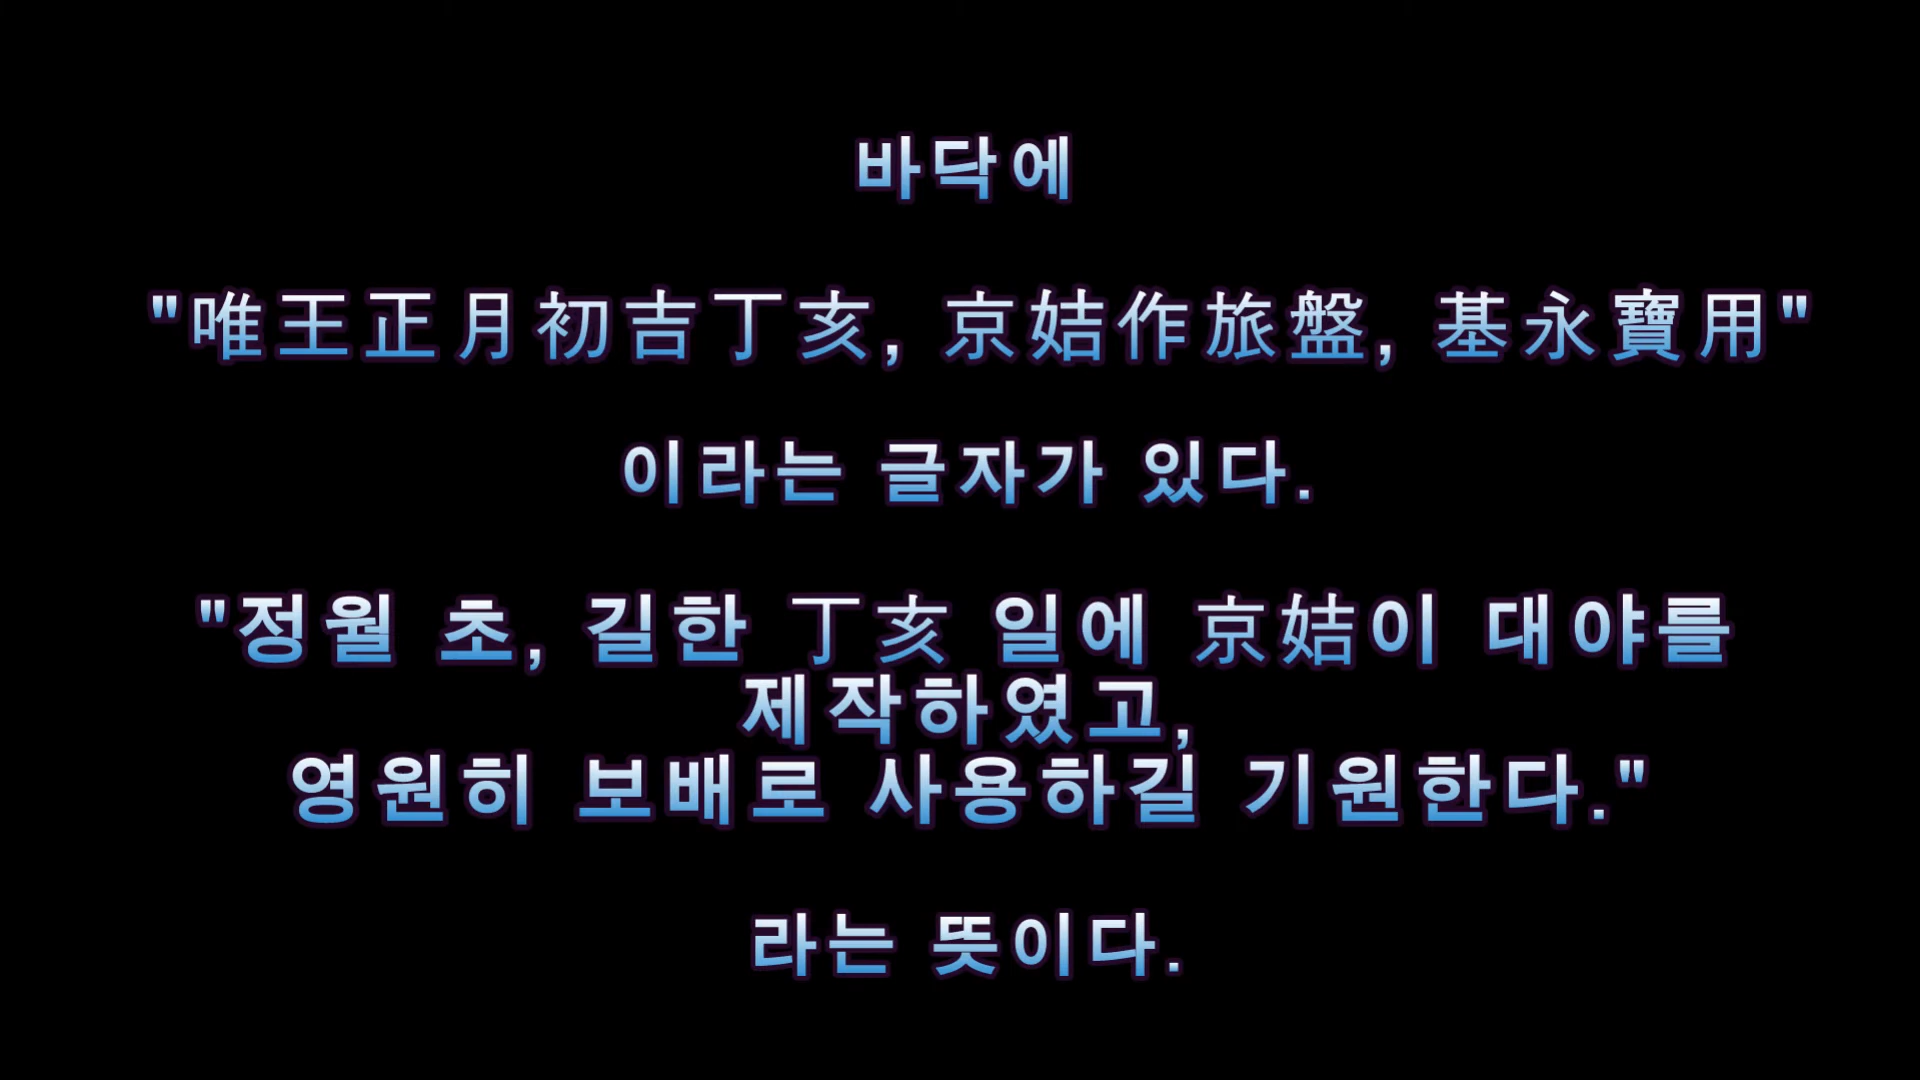 바닥에
"唯王正月初吉丁亥, 京姞作旅盤, 基永寶用"
이라는 글자가 있다.
"정월 초, 길한 丁亥 일에 京姞이 대야를
제작하였고,
영원히 보배로 사용하길 기원한다."
라는 뜻이다.